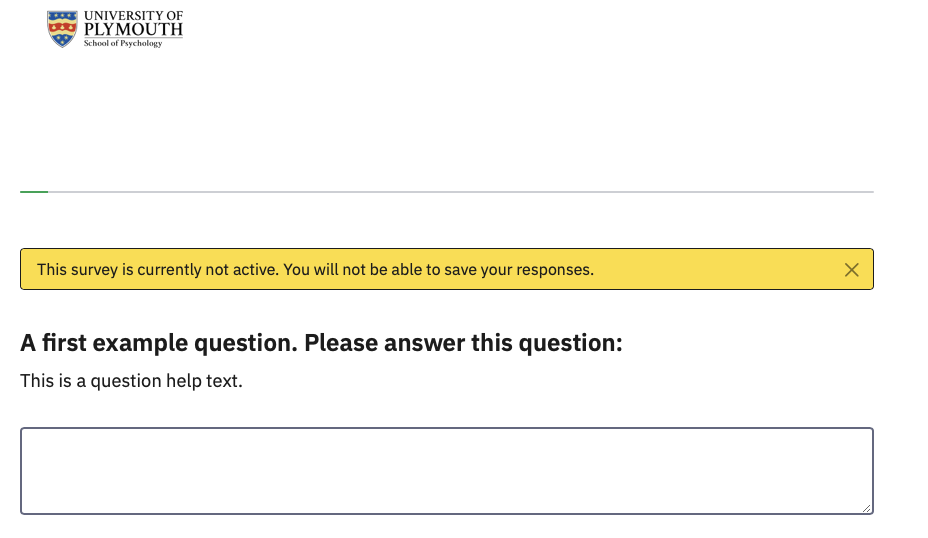 UNIVERSITY OF
PLYMOUTH
School of Psychology
This survey is currently not active. You will not be able to save your responses.
A first example question. Please answer this question:
This is a question help text.